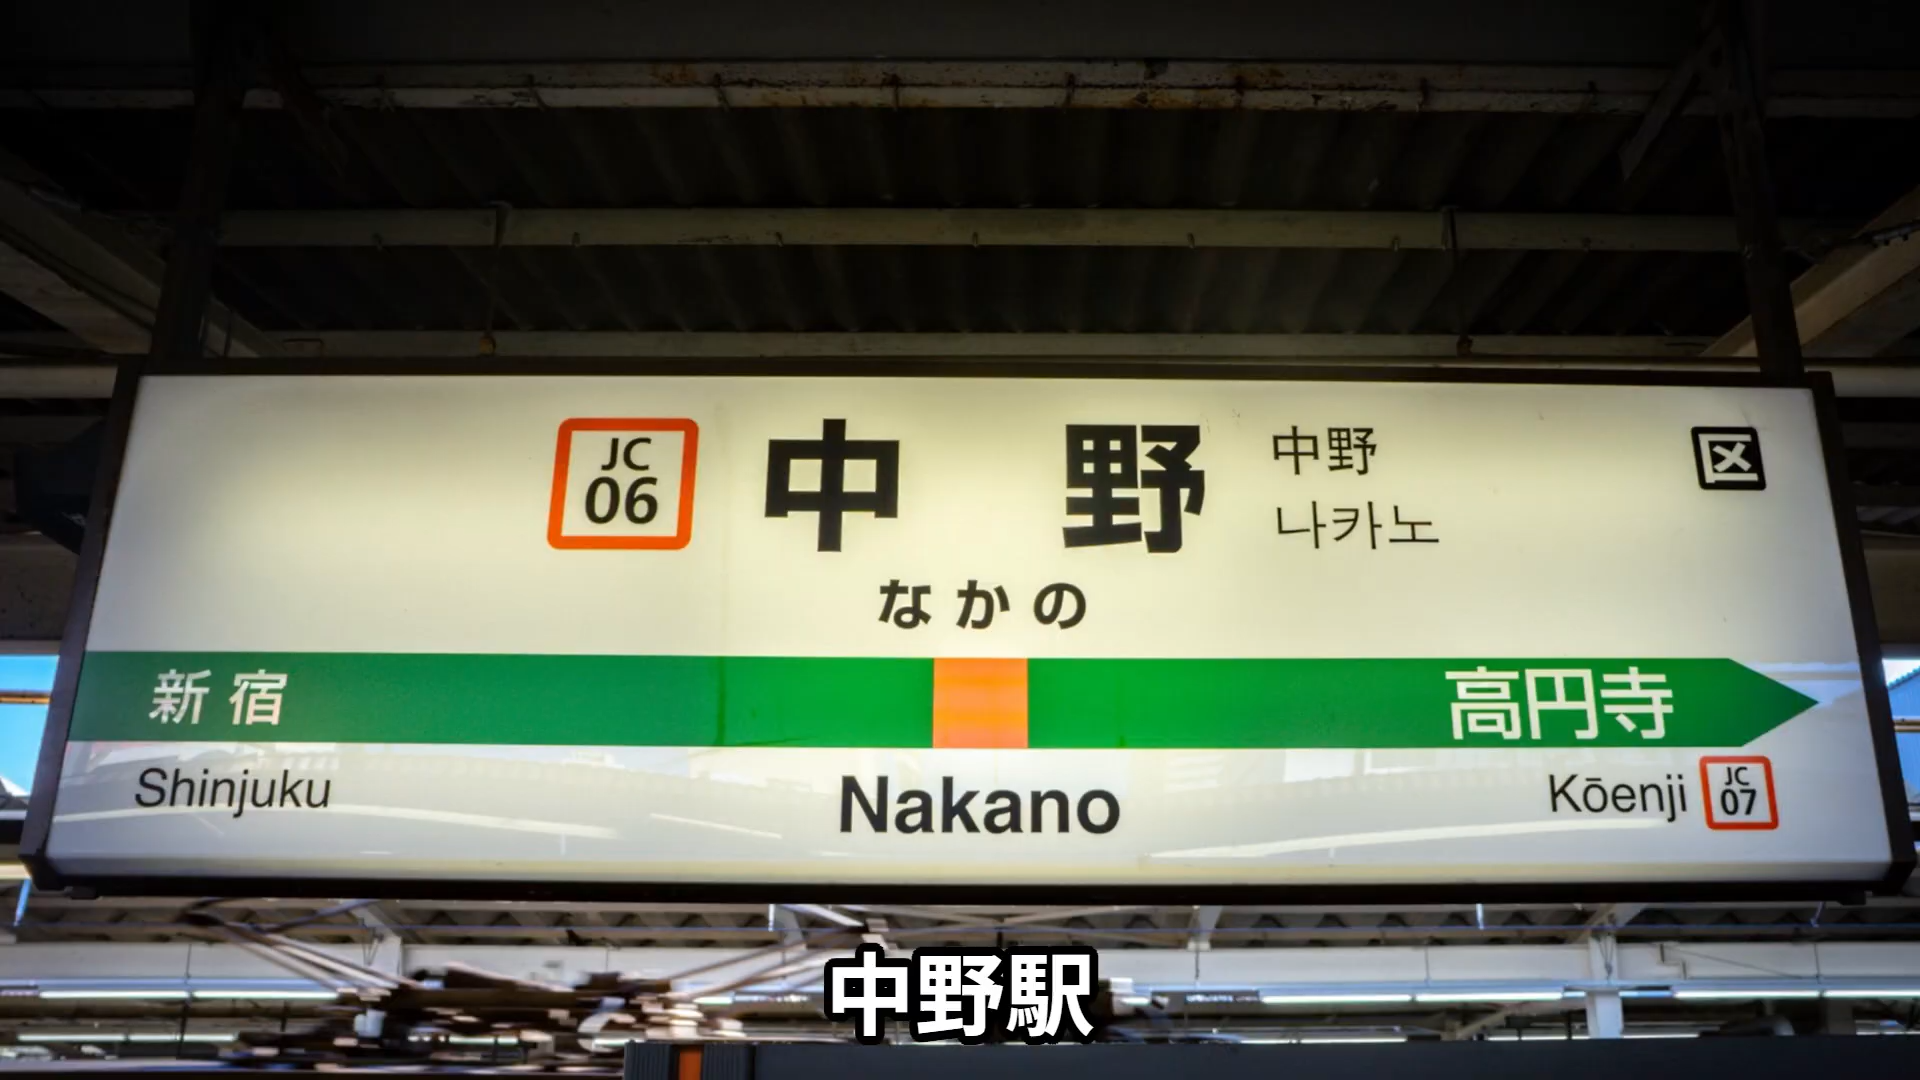 JC
06
中野
中野
나카노
区
なかの
新宿
高円寺
Shinjuku
Nakano
Kōenji
JC
07
中野駅